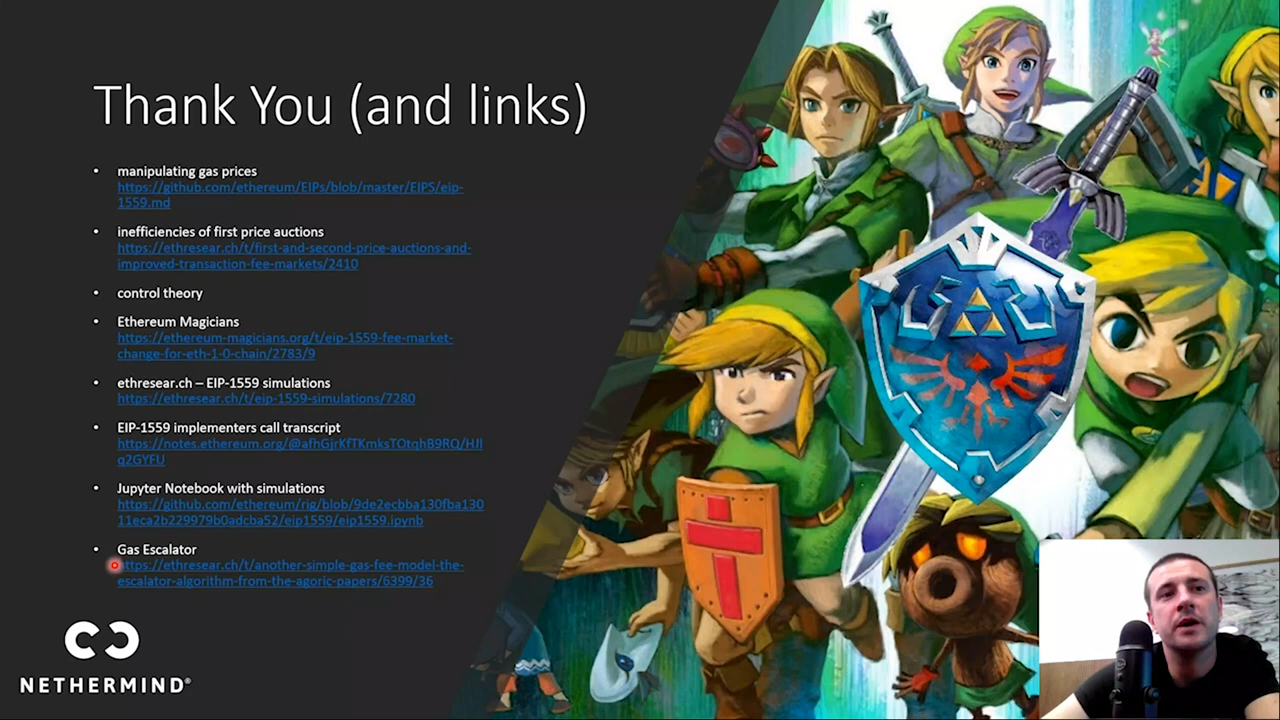 Thank You (and links)
• manipulating gas prices
https://github.com/ethereum/EIPs/blob/master/EIPS/eip-
1559.md
• inefficiencies of first price auctions
https://ethresear.ch/t/first-and-second-price-auctions-and-
improved-transaction-fee-markets/2410
• control theory
• Ethereum Magicians
https://ethereum-magicians.org/t/eip-1559-fee-market-
change-for-eth-1-0-chain/2783/9
• ethresear.ch – EIP-1559 simulations
https://ethresear.ch/t/eip-1559-simulations/7280
• EIP-1559 implementers call transcript
https://notes.ethereum.org/@afhGjrKfTKmksTOtqhB9RQ/HJl
q2GYFU
• Jupyter Notebook with simulations
https://github.com/ethereum/rig/blob/9de2ecbba130fba130
11eca2b229979b0adcba52/eip1559/eip1559.ipynb
• Gas Escalator
https://ethresear.ch/t/another-simple-gas-fee-model-the-
escalator-algorithm-from-the-agoric-papers/6399/36
NETHERMIND®